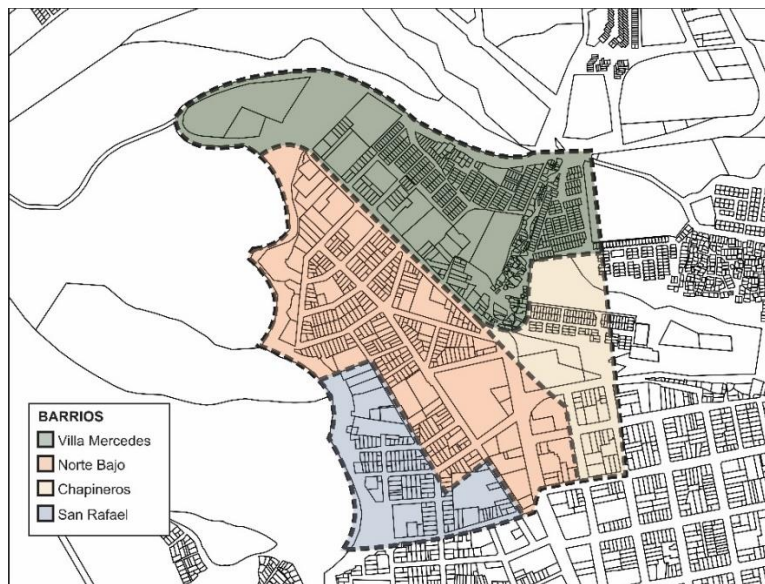 BARRIOS
Villa Mercedes
Norte Bajo
Chapineros
San Rafael